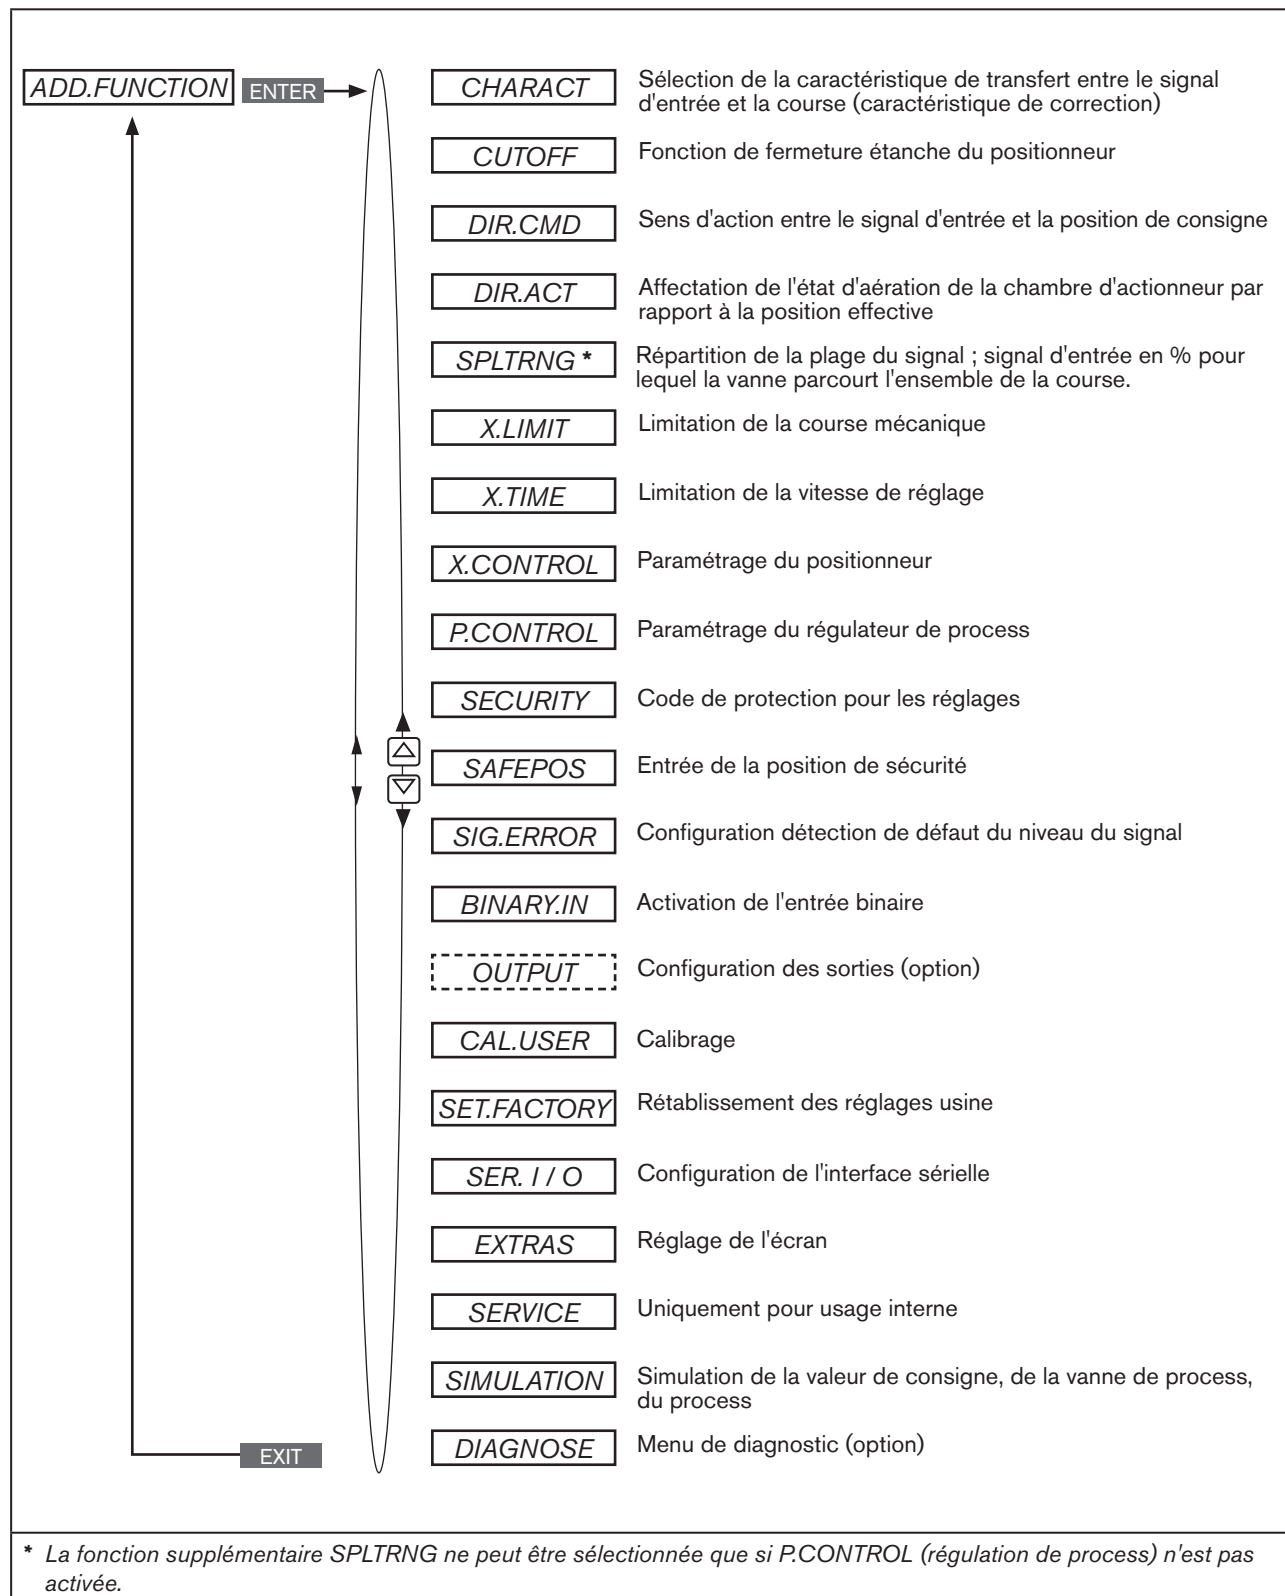 ADD.FUNCTION ENTER
CHARACT Sélection de la caractéristique de transfert entre le signal
d'entrée et la course (caractéristique de correction)
CUTOFF Fonction de fermeture étanche du positionneur
DIR.CMD Sens d'action entre le signal d'entrée et la position de consigne
DIR.ACT Affectation de l'état d'aération de la chambre d'actionneur par
rapport à la position effective
SPLTRNG * Répartition de la plage du signal ; signal d'entrée en % pour
lequel la vanne parcourt l'ensemble de la course.
X.LIMIT Limitation de la course mécanique
X.TIME Limitation de la vitesse de réglage
X.CONTROL Paramétrage du positionneur
P.CONTROL Paramétrage du régulateur de process
SECURITY Code de protection pour les réglages
SAFEPOS Entrée de la position de sécurité
SIG.ERROR Configuration détection de défaut du niveau du signal
BINARY.IN Activation de l'entrée binaire
OUTPUT Configuration des sorties (option)
CAL.USER Calibrage
SET.FACTORY Rétablissement des réglages usine
SER. I / O Configuration de l'interface sérielle
EXTRAS Réglage de l'écran
SERVICE Uniquement pour usage interne
SIMULATION Simulation de la valeur de consigne, de la vanne de process,
du process
DIAGNOSE Menu de diagnostic (option)
EXIT
* La fonction supplémentaire SPLTRNG ne peut être sélectionnée que si P.CONTROL (régulation de process) n'est pas
activée.